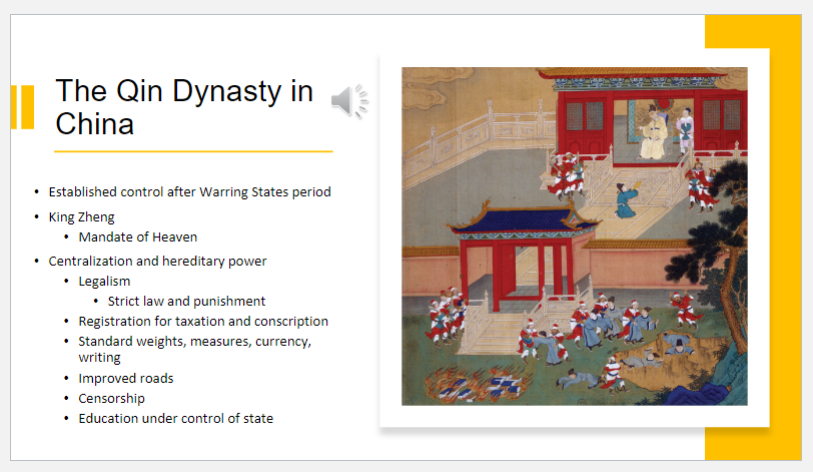 The Qin Dynasty in
China
• Established control after Warring States period
• King Zheng
• Mandate of Heaven
• Centralization and hereditary power
• Legalism
• Strict law and punishment
• Registration for taxation and conscription
• Standard weights, measures, currency,
writing
• Improved roads
• Censorship
• Education under control of state